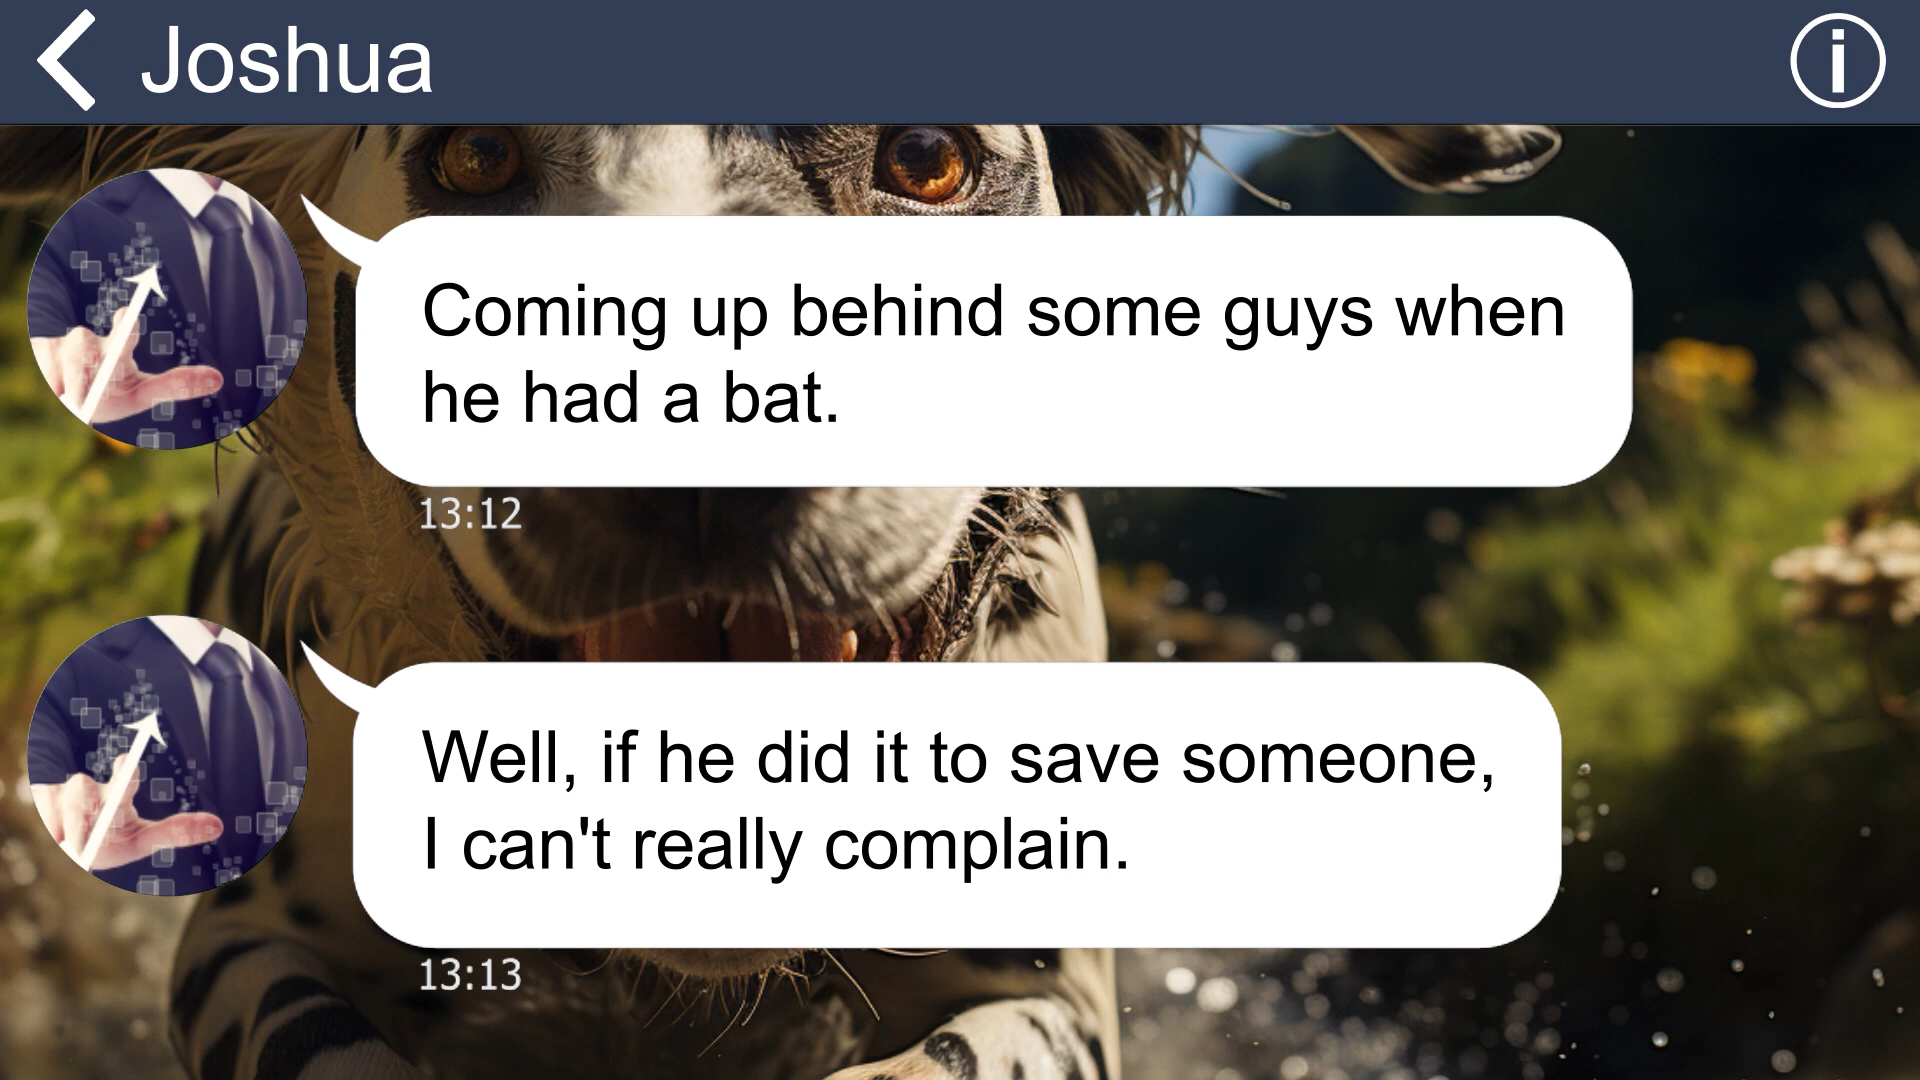 Joshua
Coming up behind some guys when
he had a bat.
13:12
Well, if he did it to save someone,
I can't really complain.
13:13